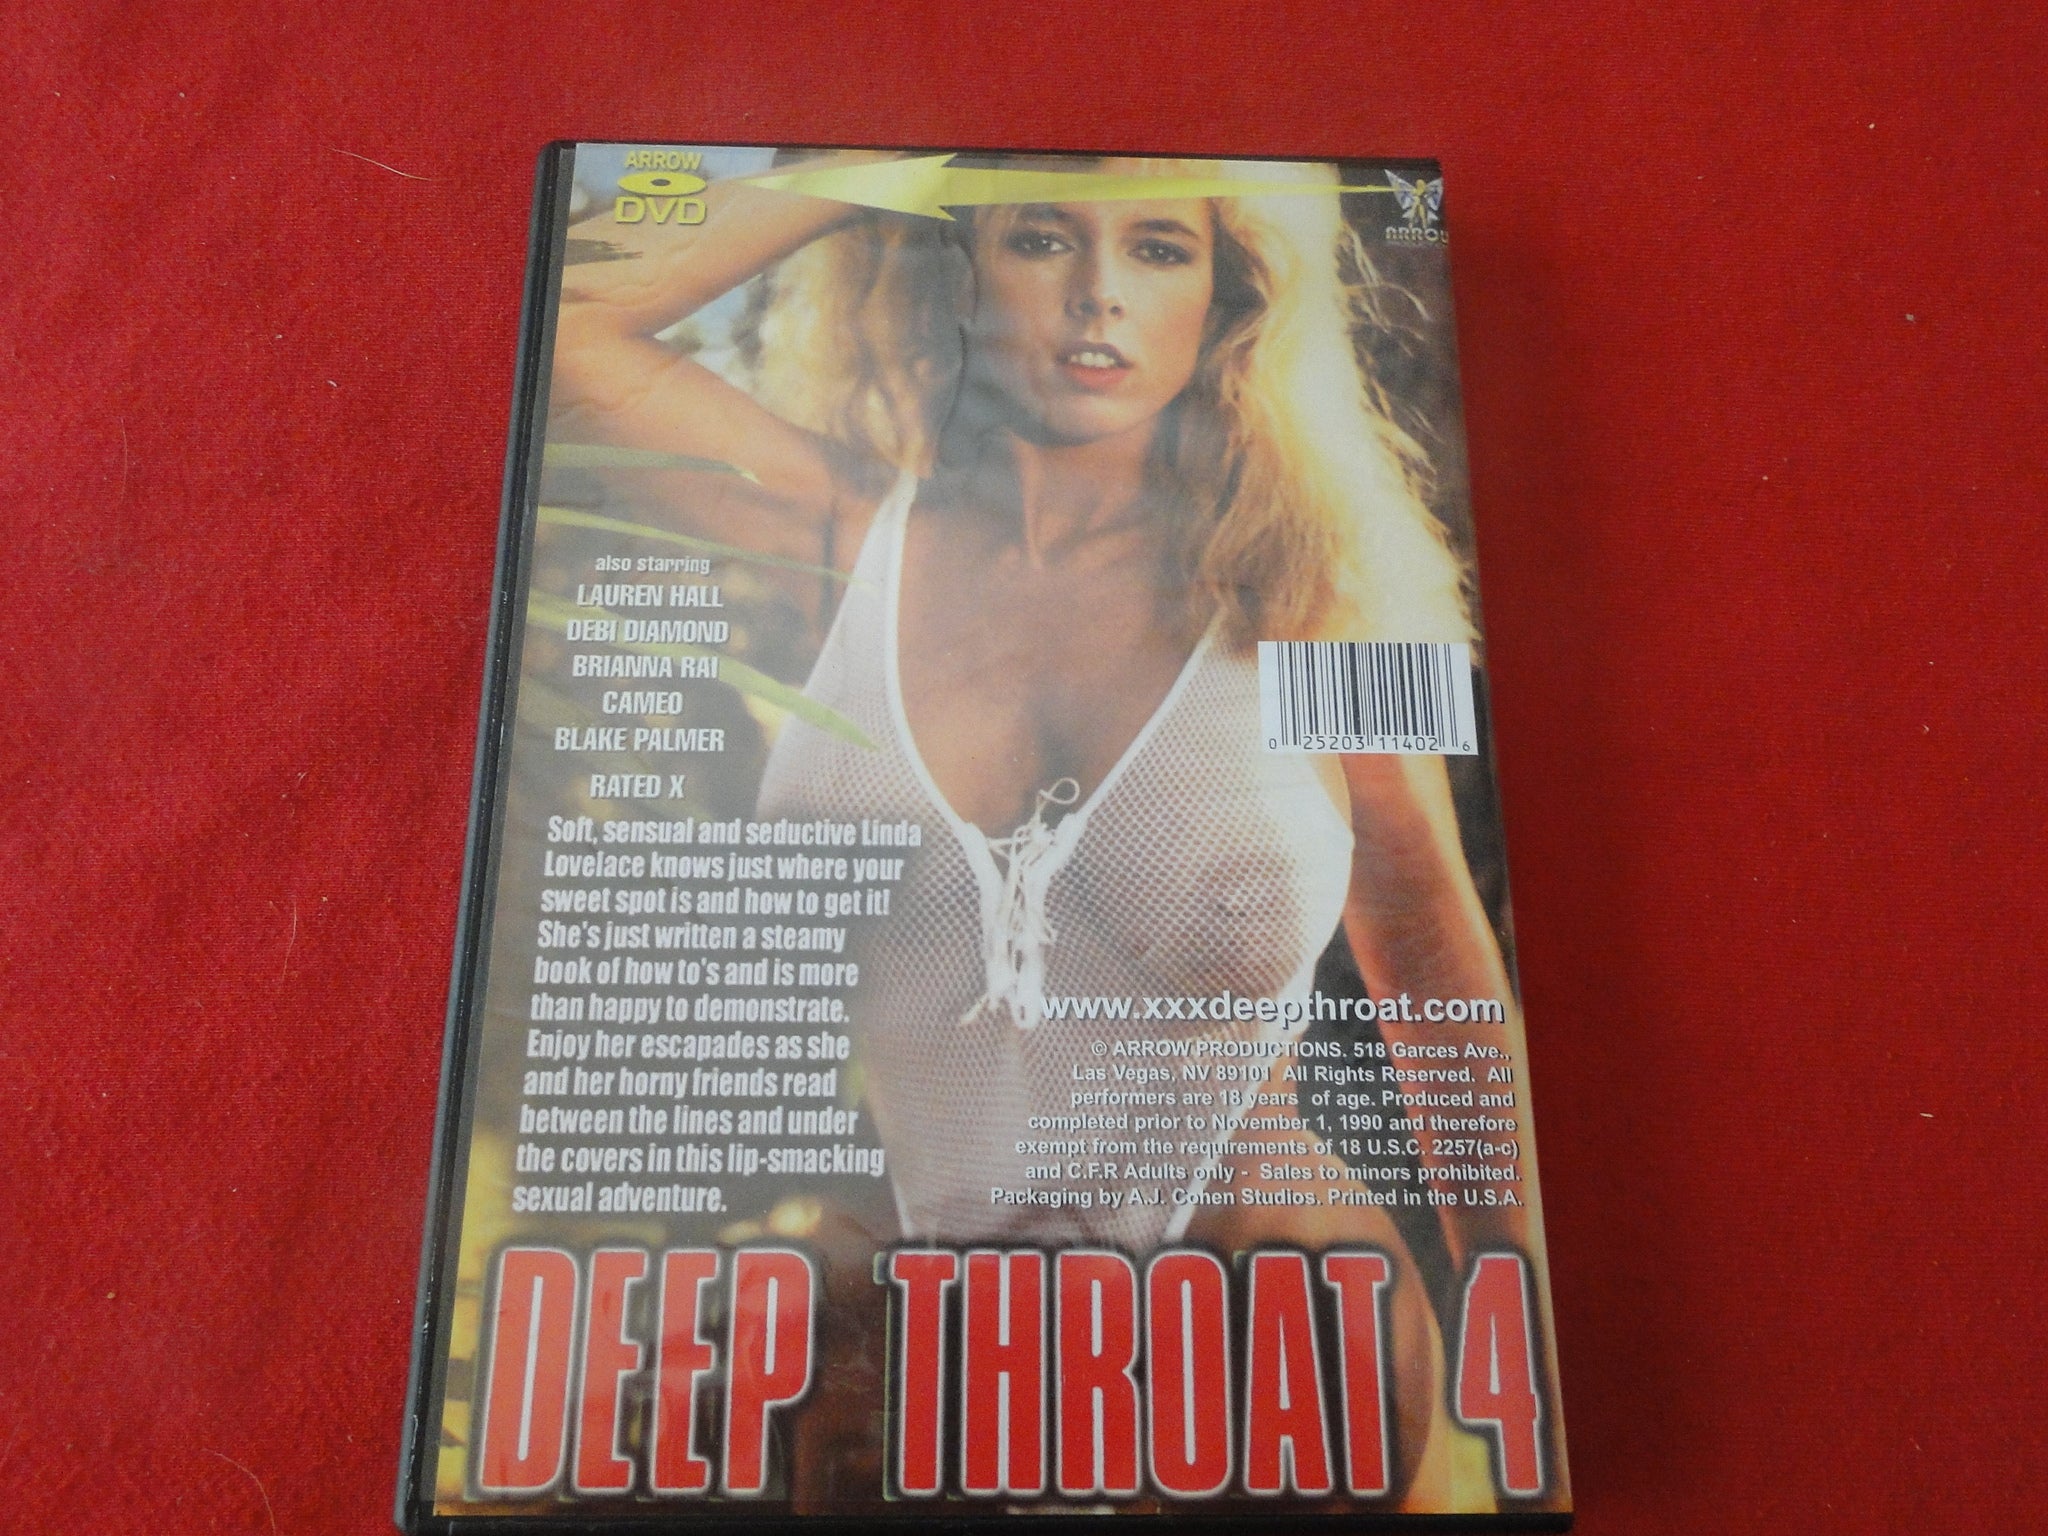 ARROW
DVD
ARROW
also starring
LAUREN HALL
DEBI DIAMOND
BRIANNA RAI
CAMEO
BLAKE PALMER
RATED X
Soft, sensual and seductive Linda
Lovelace knows just where your
sweet spot is and how to get it!
She's just written a steamy
book of how to's and is more
than happy to demonstrate.
Enjoy her escapades as she
and her horny friends read
between the lines and under
the covers in this lip-smacking
sexual adventure.
0 25203 11402 6
www.xxxdeepthroat.com
© ARROW PRODUCTIONS. 518 Garces Ave.,
Las Vegas, NV 89101 All Rights Reserved. All
performers are 18 years of age. Produced and
completed prior to November 1, 1990 and therefore
exempt from the requirements of 18 U.S.C. 2257(a-c)
and C.F.R Adults only - Sales to minors prohibited.
Packaging by A.J. Cohen Studios. Printed in the U.S.A.
DEEP THROAT 4